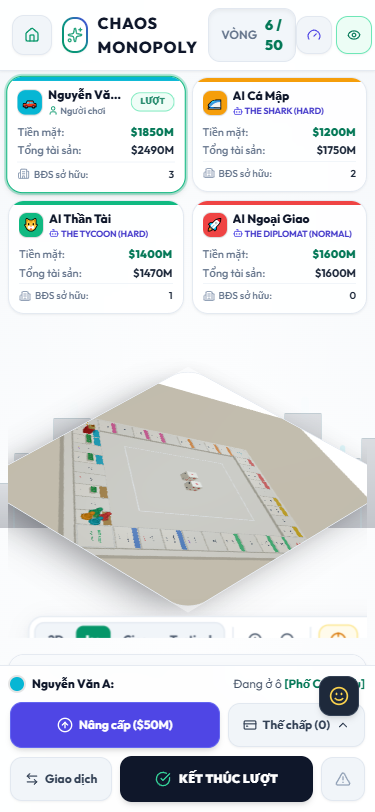 CHAOS
MONOPOLY
VÒNG 6 /
50
Nguyễn Vă... LƯỢT
Người chơi
Tiền mặt: $1850M
Tổng tài sản: $2490M
BĐS sở hữu: 3
AI Cá Mập
THE SHARK (HARD)
Tiền mặt: $1200M
Tổng tài sản: $1750M
BĐS sở hữu: 2
AI Thần Tài
THE TYCOON (HARD)
Tiền mặt: $1400M
Tổng tài sản: $1470M
BĐS sở hữu: 1
AI Ngoại Giao
THE DIPLOMAT (NORMAL)
Tiền mặt: $1600M
Tổng tài sản: $1600M
BĐS sở hữu: 0
Nguyễn Văn A: Đang ở ô [Phố
Nâng cấp ($50M) Thế chấp (0)
Giao dịch KẾT THÚC LƯỢT